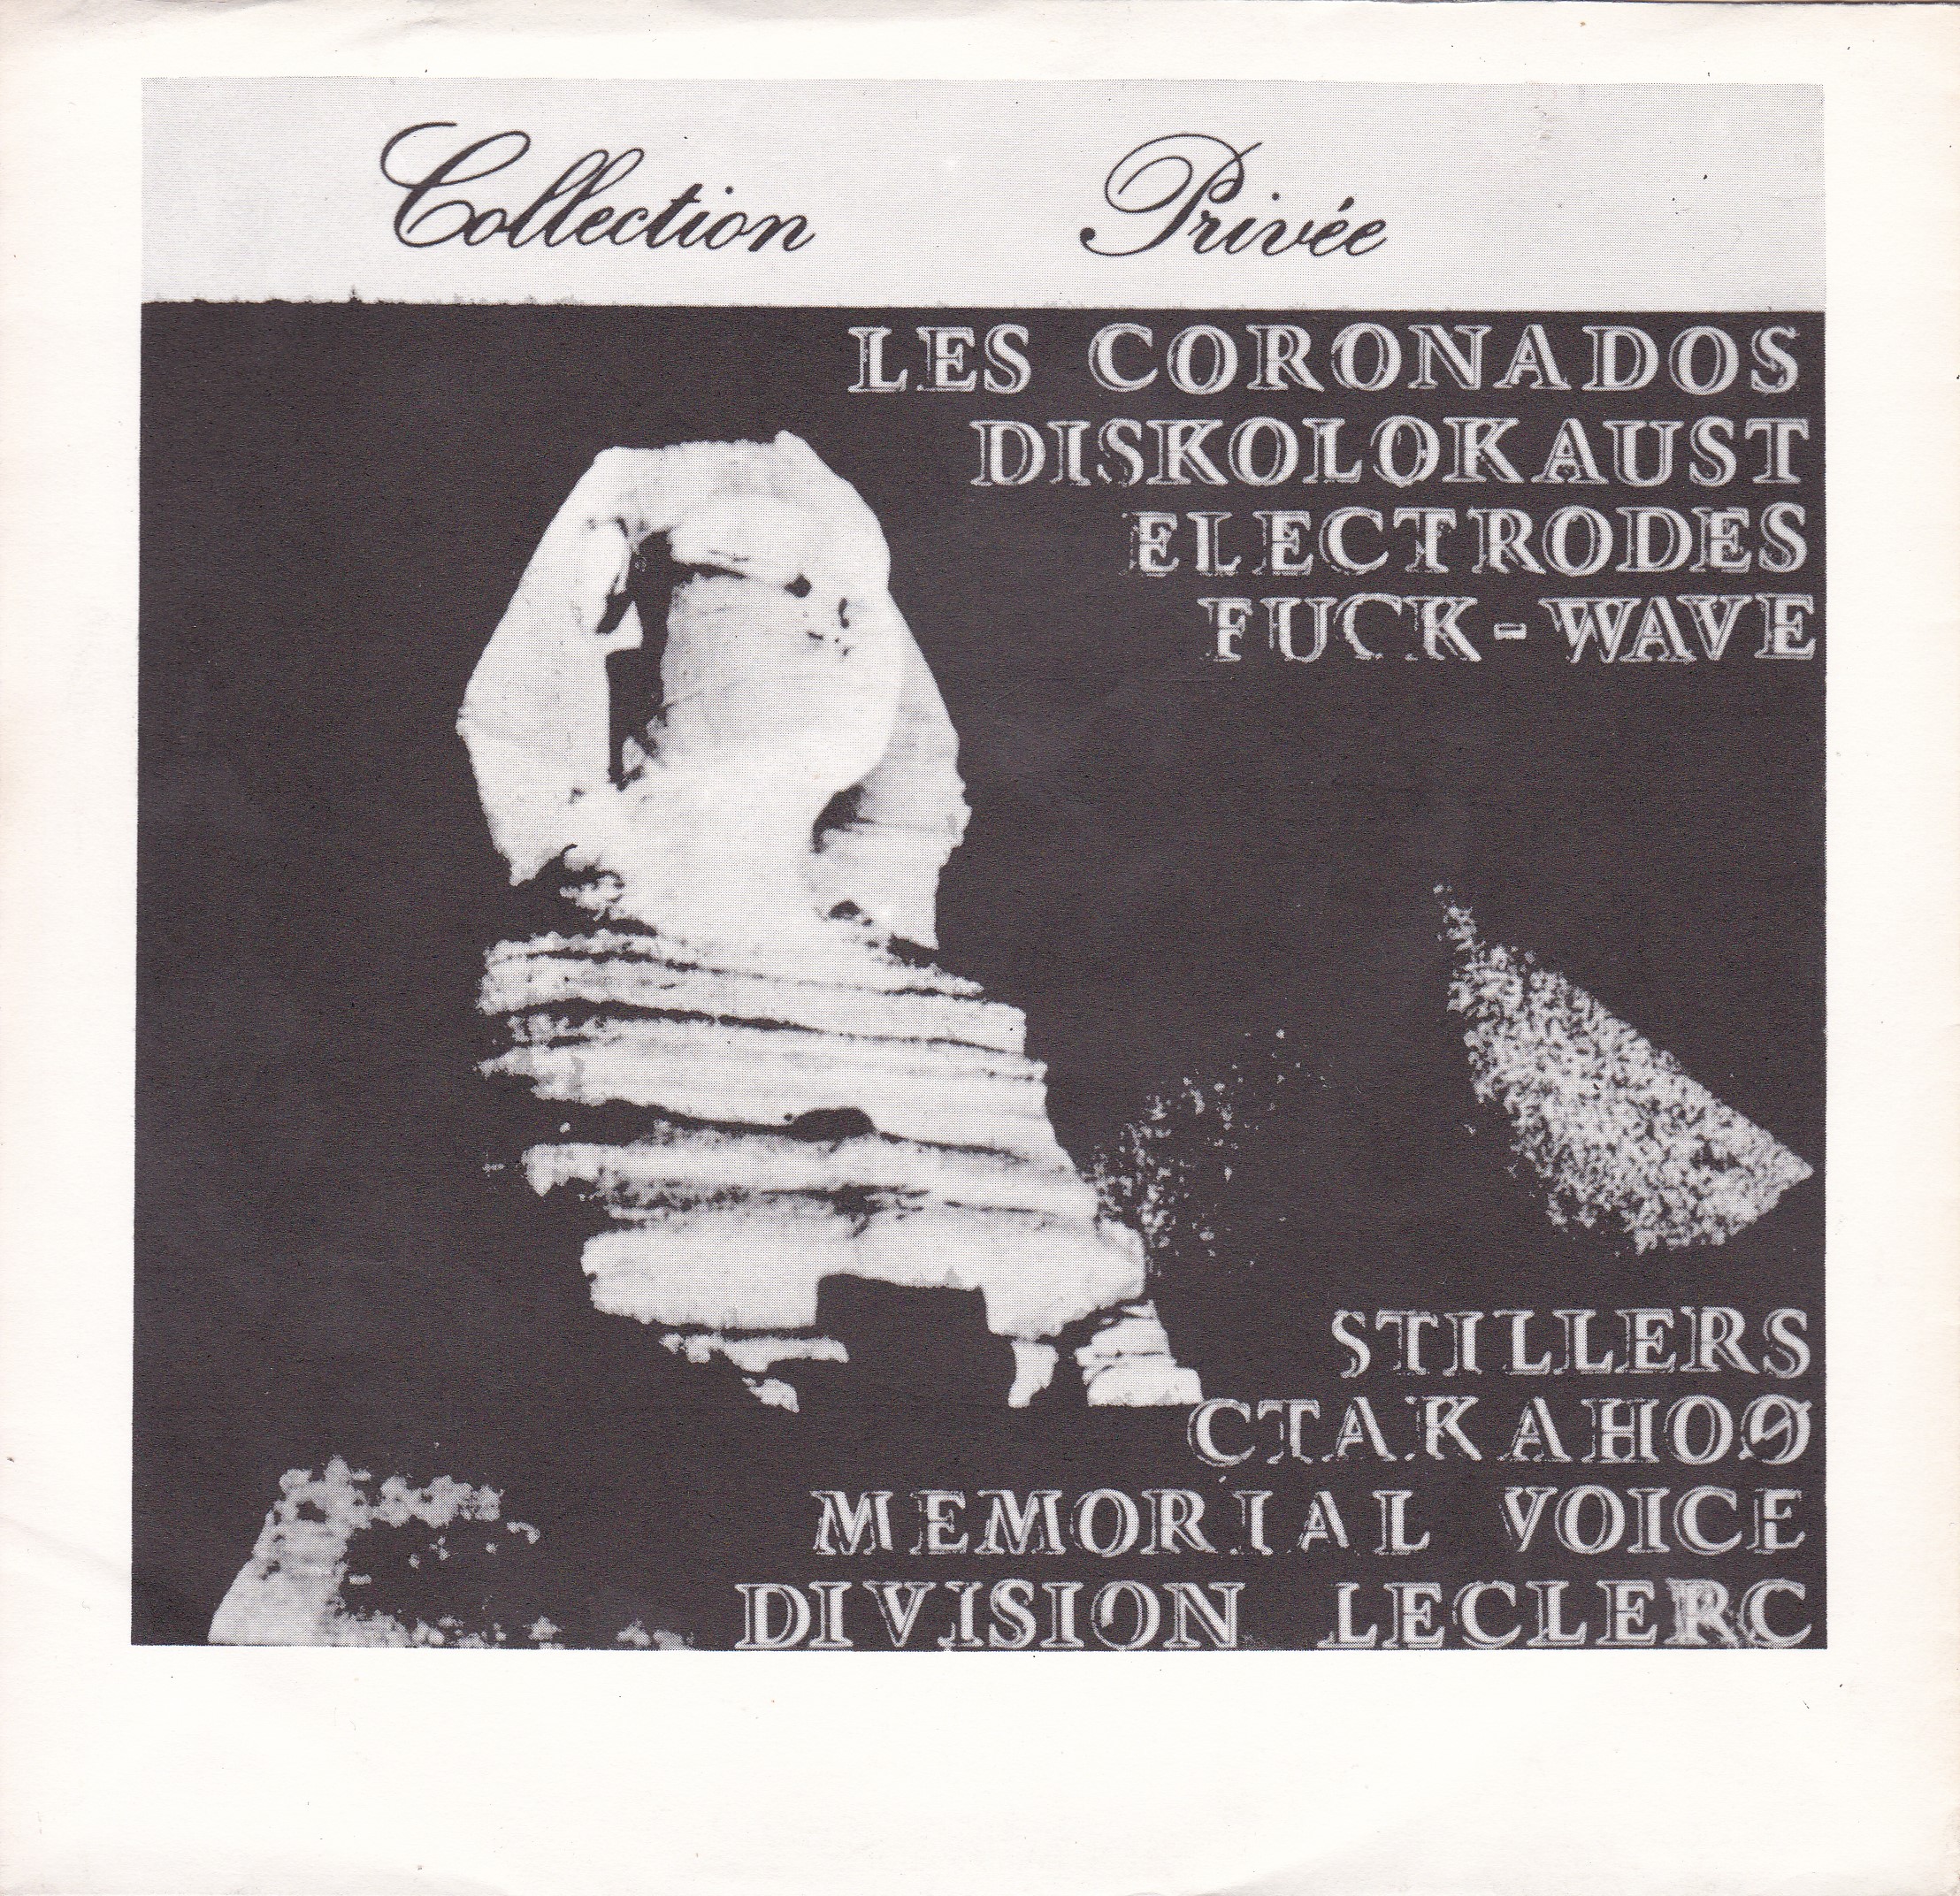 Collection Privée
LES CORONADOS
DISKOLOKAUST
ELECTRODES
FUCK-WAVE
STILLERS
CTAKAHOØ
MEMORIAL VOICE
DIVISION LECLERC